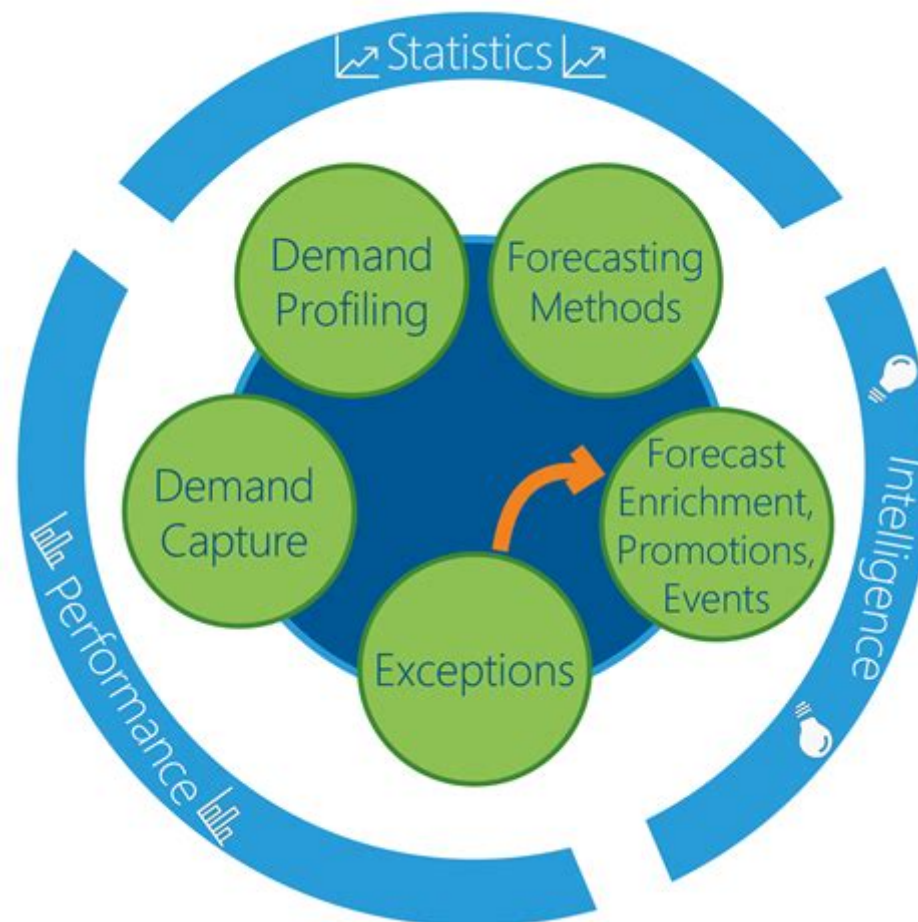 Statistics
Demand
Profiling
Forecasting
Methods
Demand
Capture
Forecast
Enrichment,
Promotions,
Events
Exceptions
Intelligence
Performance